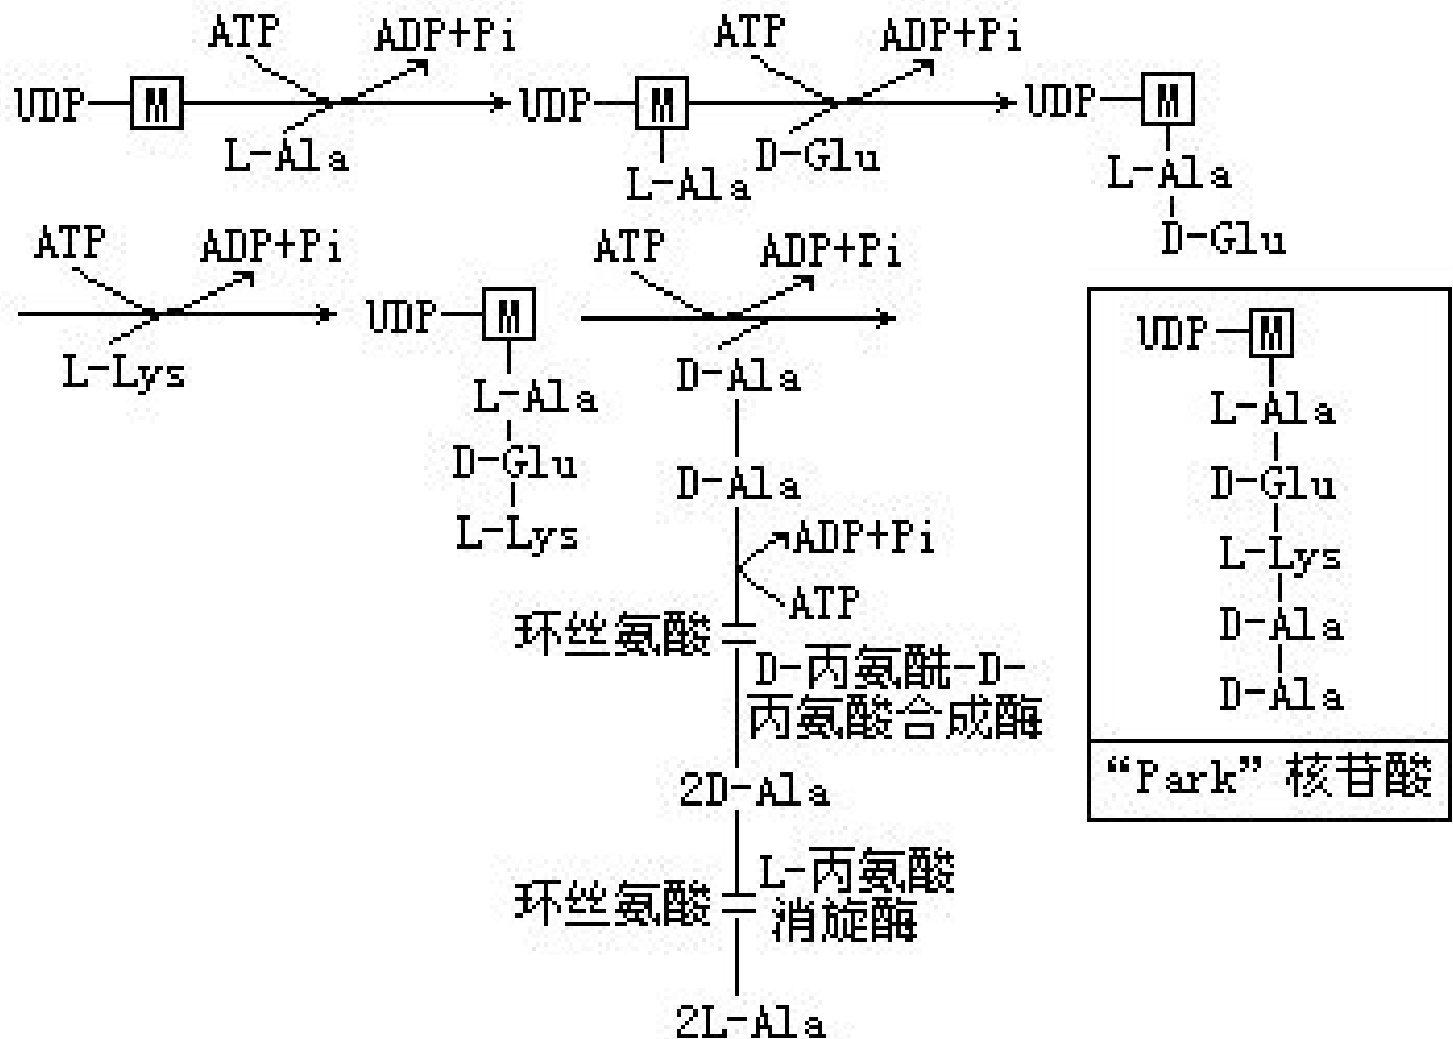 ATP ADP+Pi ATP ADP+Pi
UDP M UDP M UDP M
L-Ala D-Glu
L-Ala L-Ala
D-Glu
ATP ADP+Pi ATP ADP+Pi
UDP M UDP M
L-Lys D-Ala
L-Ala L-Ala
D-Glu D-Ala D-Glu
L-Lys L-Lys
ADP+Pi
ATP
环丝氨酸 D-Ala
D-丙氨酰-D-
丙氨酸合成酶 D-Ala
2D-Ala “Park”核苷酸
L-丙氨酸
环丝氨酸 消旋酶
2L-Ala